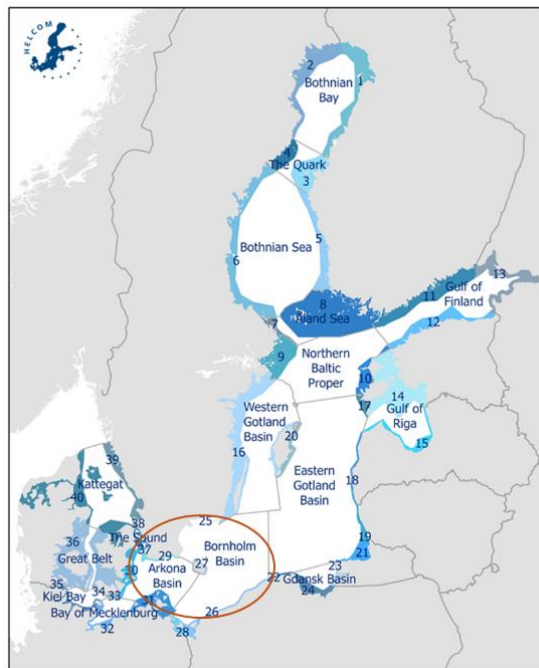 HELCOM
2
1
Bothnian
Bay
4
The Quark
3
Bothnian Sea
5
6
8
Åland Sea
7
13
11
Gulf of
Finland
12
9
Northern
Baltic
Proper
10
14
17
Gulf of
Riga
15
Western
Gotland
Basin
20
16
Eastern
Gotland
Basin
18
39
Kattegat
40
38
The Sound
36
37
Great Belt
25
29
30
Arkona
Basin
27
Bornholm
Basin
19
21
23
22
Gdansk Basin
24
35
Kiel Bay
34
33
Bay of Mecklenburg
31
26
32
28